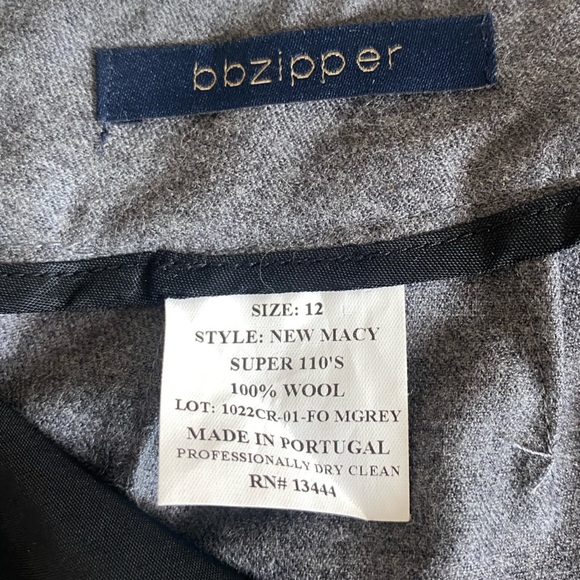 bbzipper
SIZE: 12
STYLE: NEW MACY
SUPER 110'S
100% WOOL
LOT: 1022CR-01-FO MGREY
MADE IN PORTUGAL
PROFESSIONALLY DRY CLEAN
RN# 13444